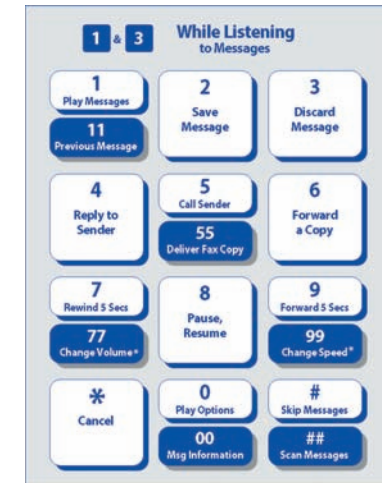 1 & 3 While Listening
to Messages
1
Play Messages
11
Previous Message
2
Save
Message
3
Discard
Message
4
Reply to
Sender
5
Call Sender
55
Deliver Fax Copy
6
Forward
a Copy
7
Rewind 5 Secs
77
Change Volume*
8
Pause,
Resume
9
Forward 5 Secs
99
Change Speed*
*
Cancel
0
Play Options
00
Msg Information
#
Skip Messages
##
Scan Messages